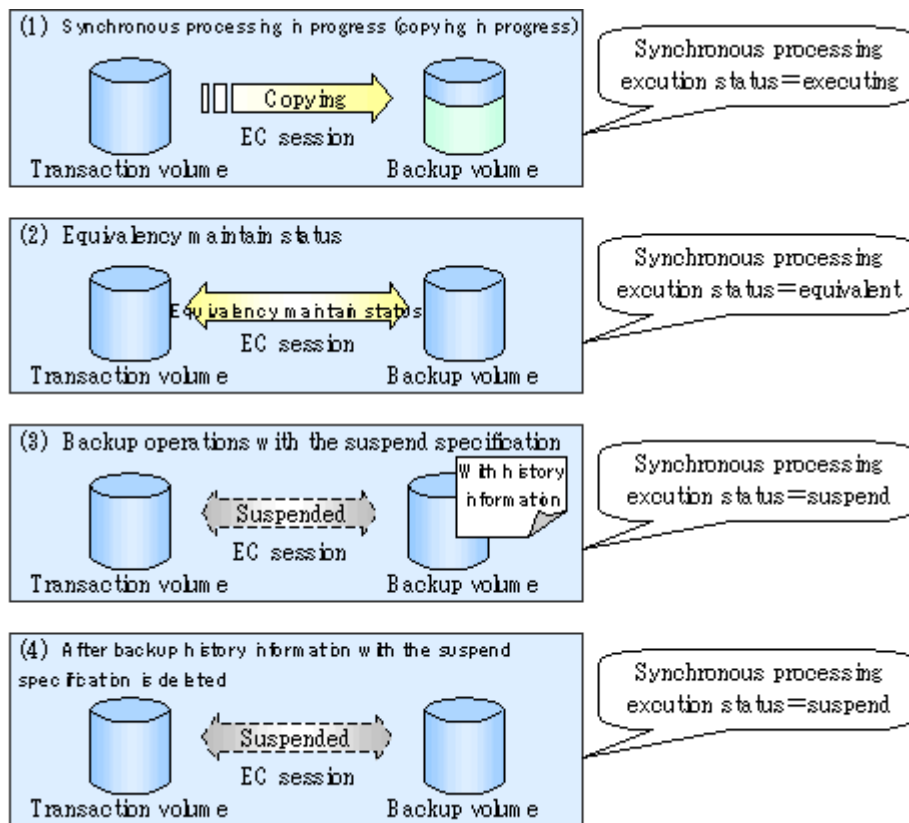 (1) Synchronous processing in progress (copying in progress)
Copying
EC session
Transaction volume
Backup volume
Synchronous processing
excution status=executing
(2) Equivalency maintain status
Equivalency maintain status
EC session
Transaction volume
Backup volume
Synchronous processing
excution status=equivalent
(3) Backup operations with the suspend specification
With history
information
Suspended
EC session
Transaction volume
Backup volume
Synchronous processing
excution status=suspend
(4) After backup history information with the suspend
specification is deleted
Suspended
EC session
Transaction volume
Backup volume
Synchronous processing
excution status=suspend